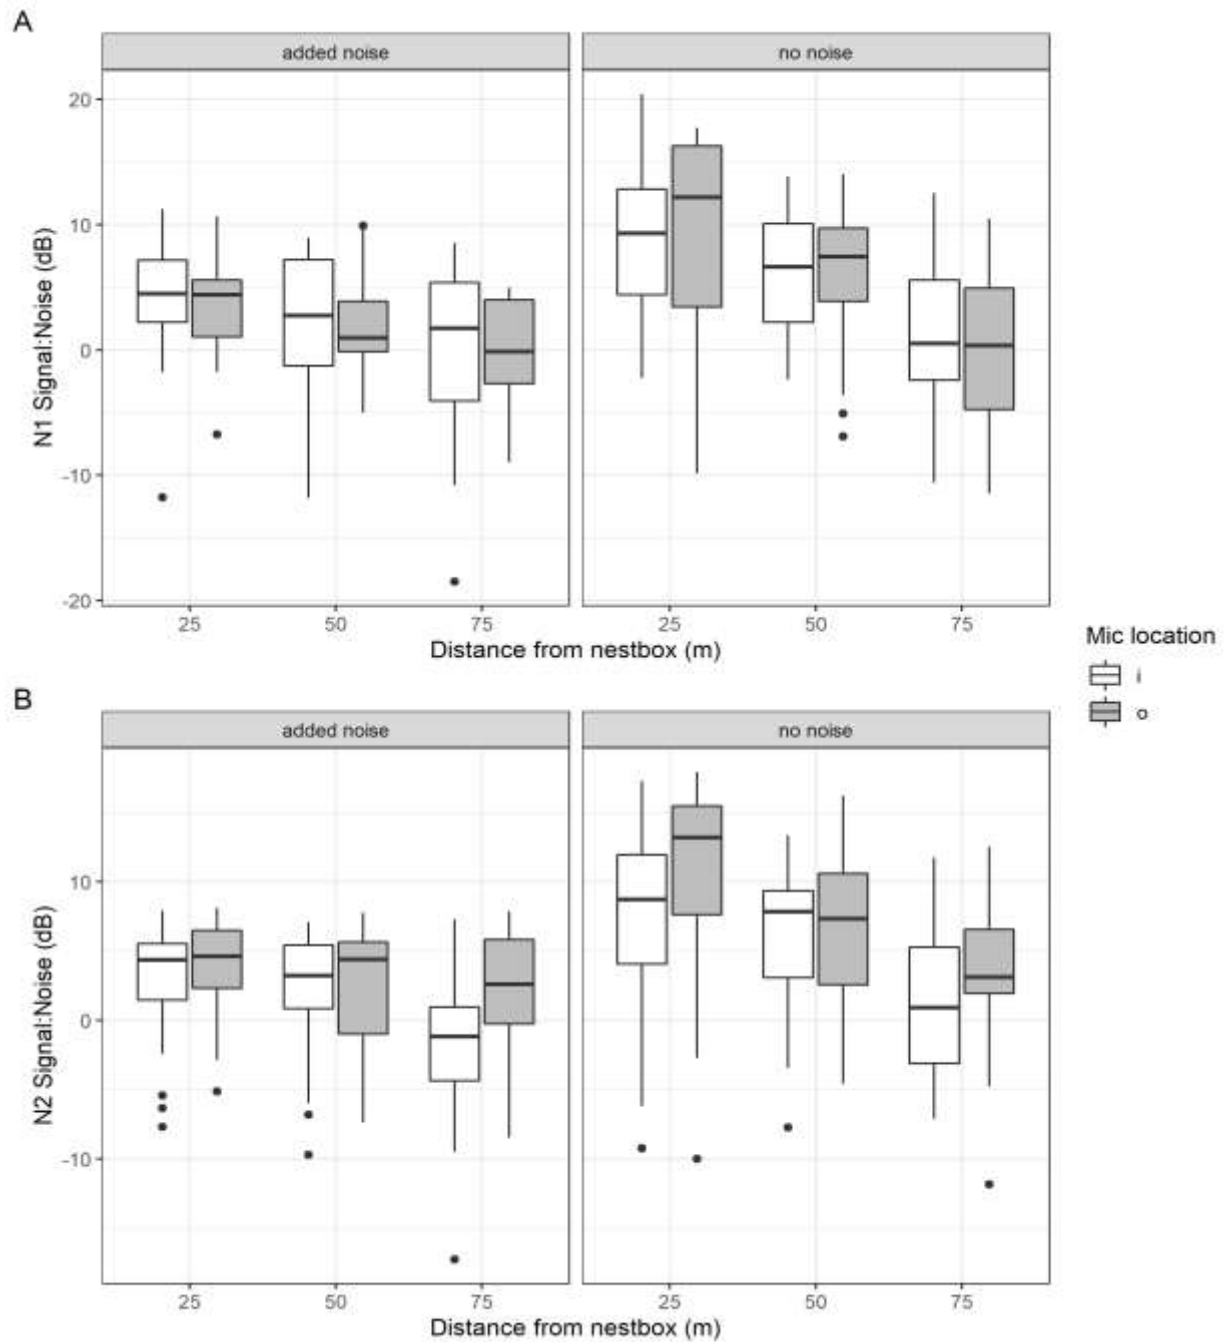 A
added noise
no noise
N1 Signal:Noise (dB)
20
10
0
-10
-20
25
50
75
25
50
75
Distance from nestbox (m)
Mic location
i
o
B
added noise
no noise
N2 Signal:Noise (dB)
10
0
-10
25
50
75
25
50
75
Distance from nestbox (m)